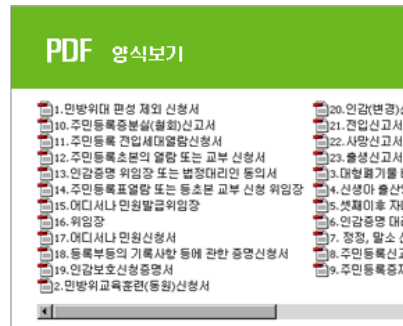 PDF 양식보기
1.민방위대 편성 제외 신청서
10.주민등록증분실(철회)신고서
11.주민등록 전입세대열람신청서
12.주민등록초본의 열람 또는 교부 신청서
13.인감증명 위임장 또는 법정대리인 동의서
14.주민등록표열람 또는 등초본 교부 신청 위임장
15.어디서나 민원발급위임장
16.위임장
17.어디서나 민원신청서
18.등록부등의 기록사항 등에 관한 증명신청서
19.인감보호신청증명서
2.민방위교육훈련(동원)신청서
20.인감(변경)
21.전입신고서
22.사망신고서
23.출생신고서
3.대형폐기물
4.신생아 출산
5.셋째이후
6.인감증명
7. 정정, 말소
8.주민등록신고
9.주민등록증